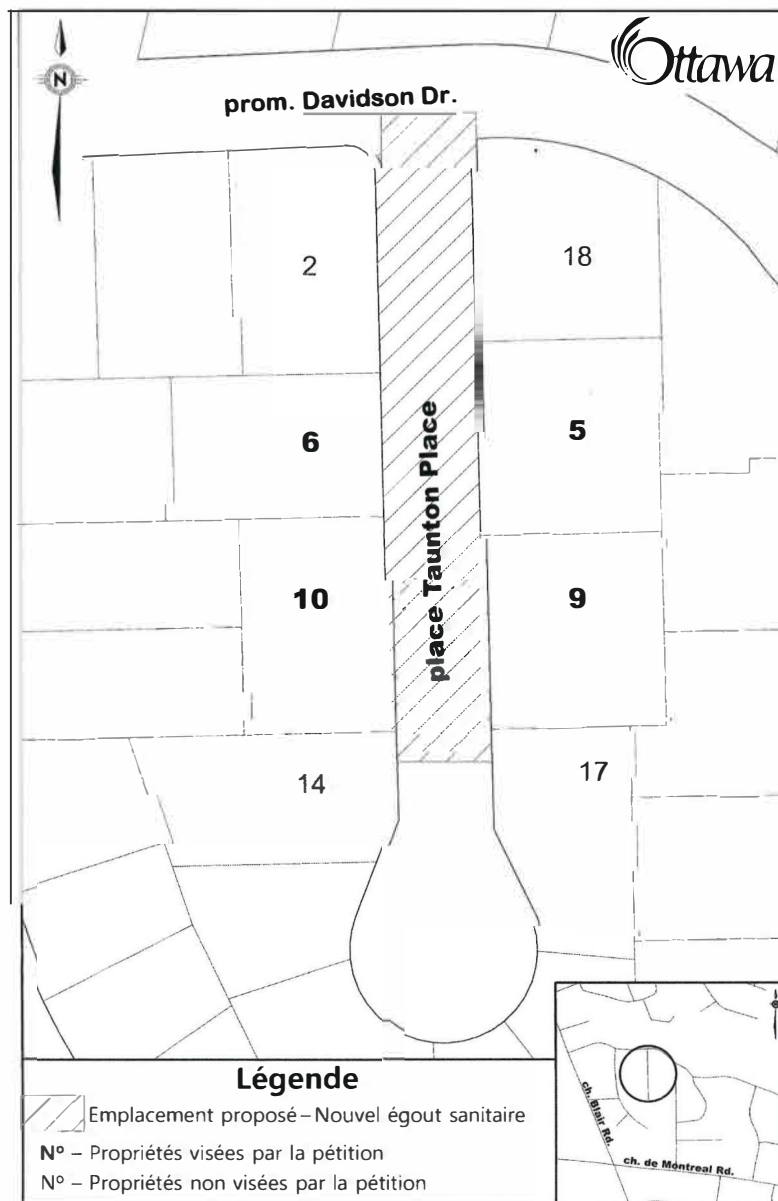 N
Ottawa
prom. Davidson Dr.
2
18
6
5
place Taunton Place
10
9
14
17
Légende
Emplacement proposé – Nouvel égout sanitaire
Nº – Propriétés visées par la pétition
Nº – Propriétés non visées par la pétition
ch. Blair Rd.
ch. de Montreal Rd.